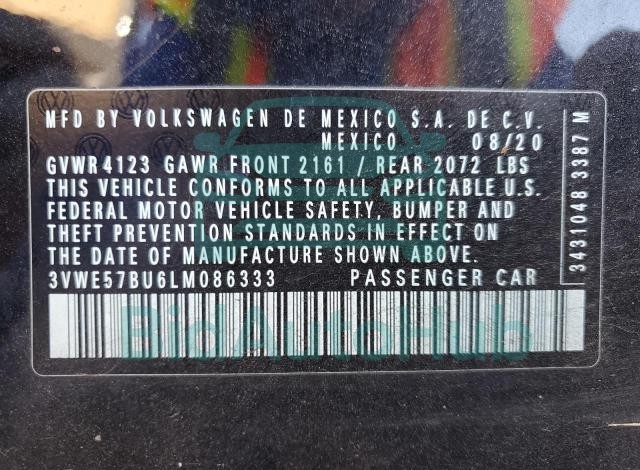 MFD BY VOLKSWAGEN DE MEXICO S.A. DE C.V.
MEXICO 08/20
GVWR 4123 GAWR FRONT 2161 / REAR 2072 LBS
THIS VEHICLE CONFORMS TO ALL APPLICABLE U.S.
FEDERAL MOTOR VEHICLE SAFETY, BUMPER AND
THEFT PREVENTION STANDARDS IN EFFECT ON
THE DATE OF MANUFACTURE SHOWN ABOVE.
3VWE57BU6LM086333 PASSENGER CAR
3431048 3387 M
BidAutoHub